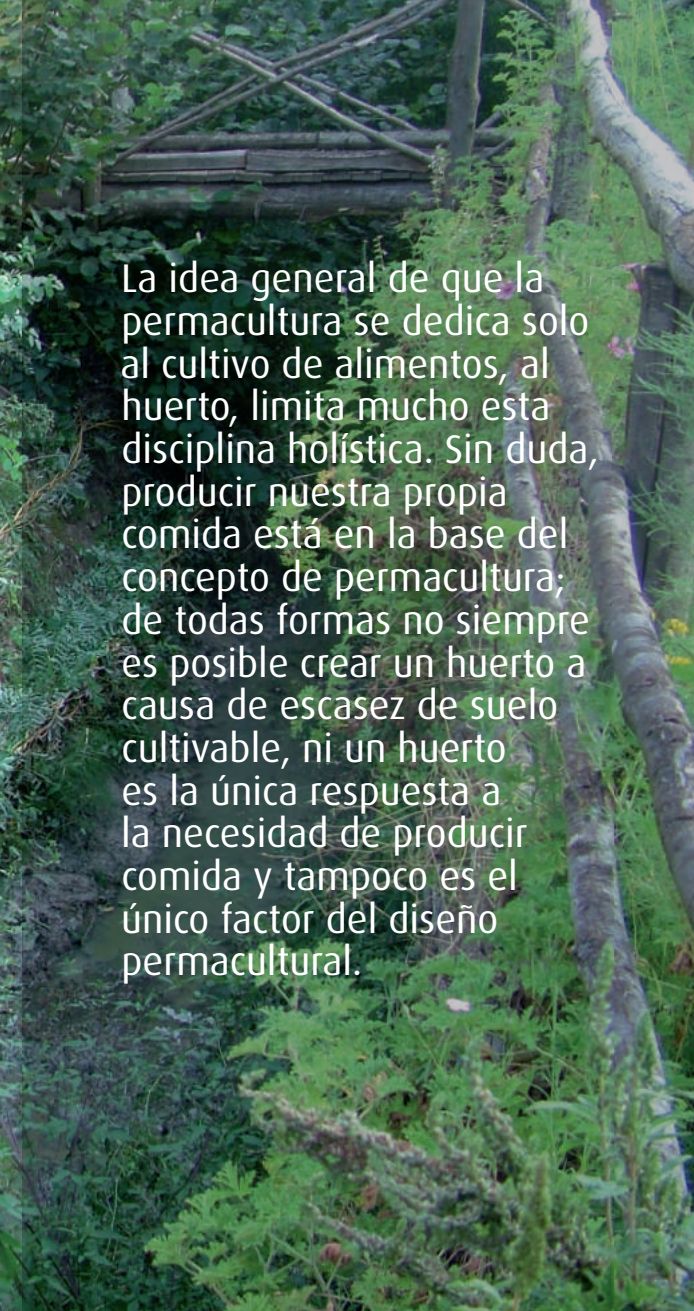 La idea general de que la
permacultura se dedica solo
al cultivo de alimentos, al
huerto, limita mucho esta
disciplina holística. Sin duda,
producir nuestra propia
comida está en la base del
concepto de permacultura;
de todas formas no siempre
es posible crear un huerto a
causa de escasez de suelo
cultivable, ni un huerto
es la única respuesta a
la necesidad de producir
comida y tampoco es el
único factor del diseño
permacultural.